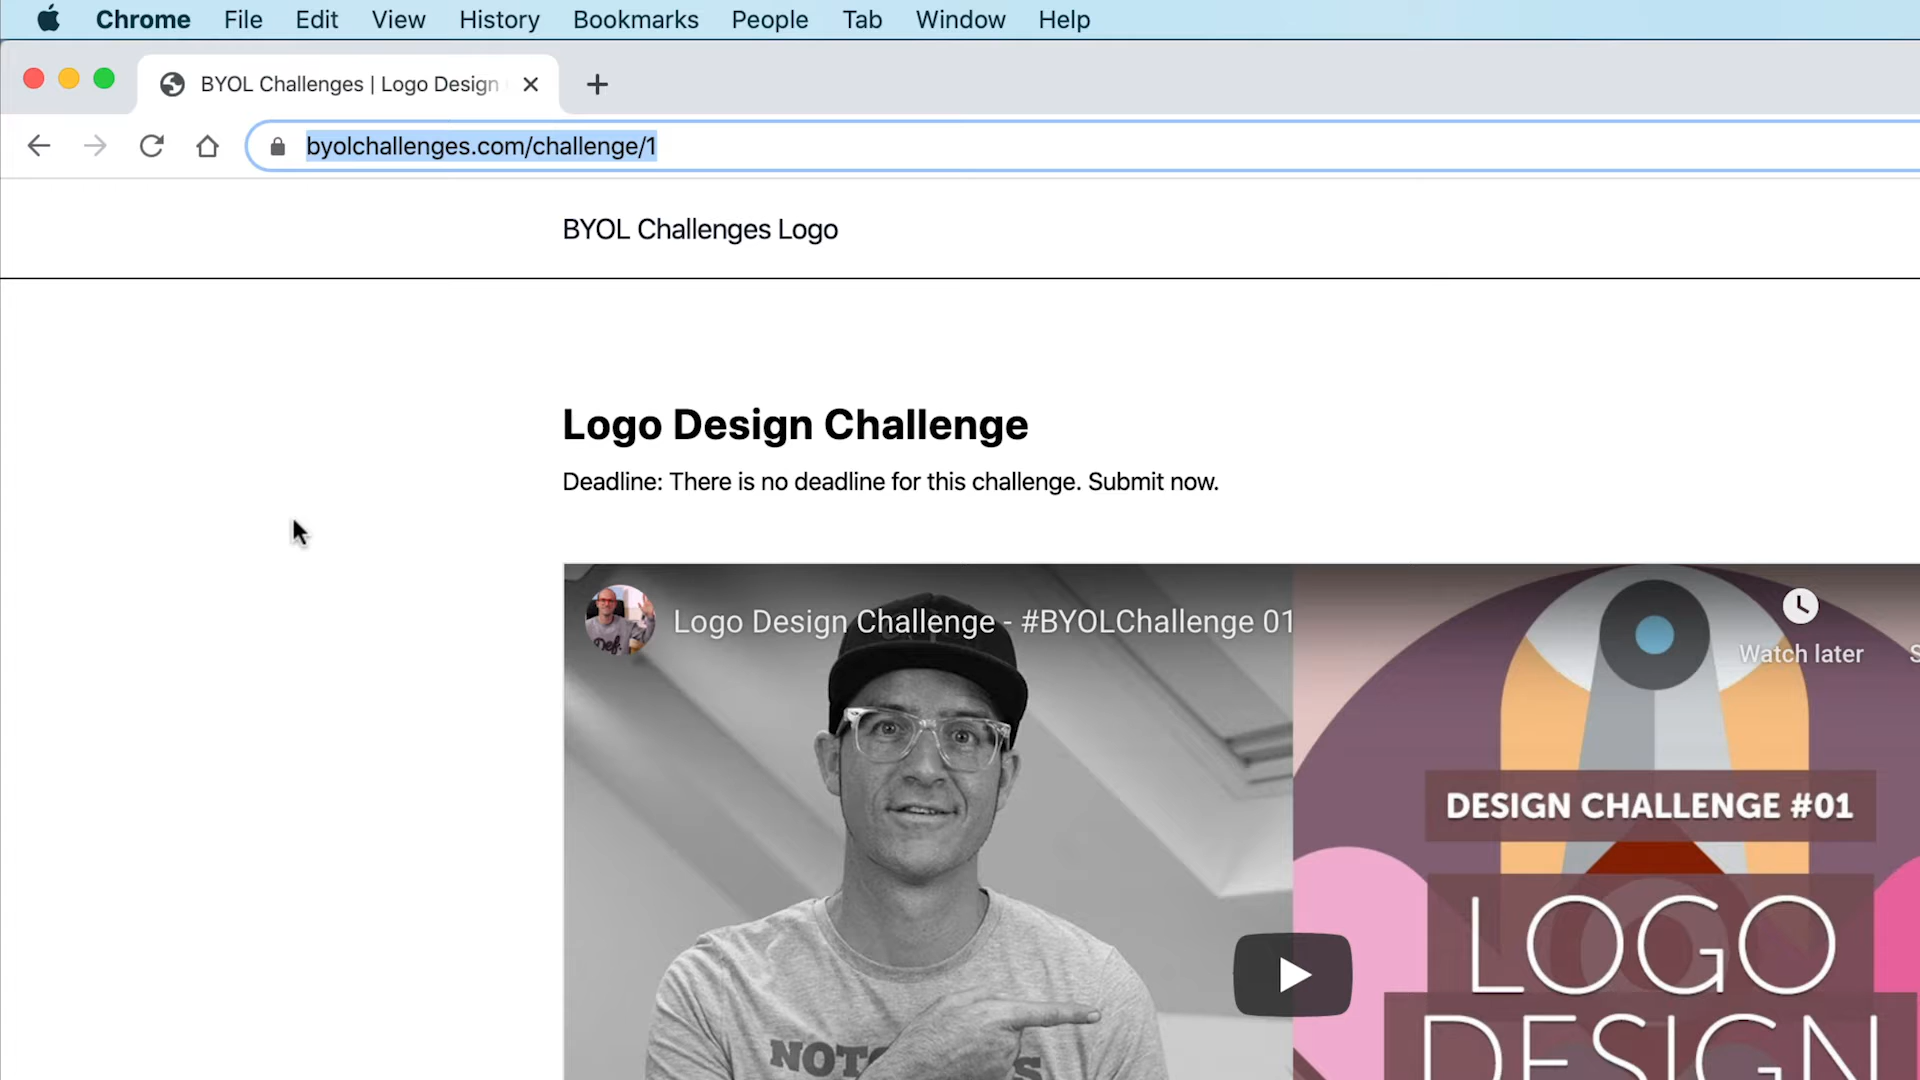 Chrome File Edit View History Bookmarks People Tab Window Help
BYOL Challenges | Logo Design
byolchallenges.com/challenge/1
BYOL Challenges Logo
Logo Design Challenge
Deadline: There is no deadline for this challenge. Submit now.
Logo Design Challenge - #BYOLChallenge 01
Watch later
Def.
DESIGN CHALLENGE #01
LOGO
DESIGN